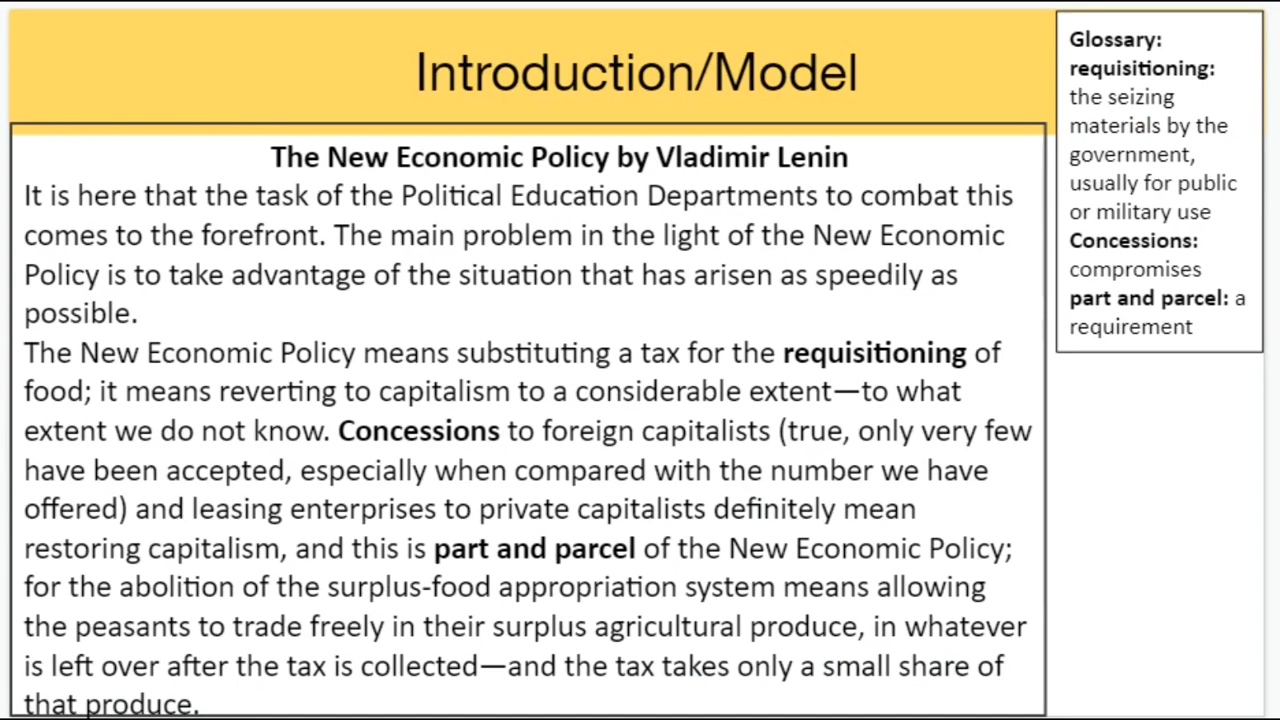 Introduction/Model
The New Economic Policy by Vladimir Lenin
It is here that the task of the Political Education Departments to combat this
comes to the forefront. The main problem in the light of the New Economic
Policy is to take advantage of the situation that has arisen as speedily as
possible.
The New Economic Policy means substituting a tax for the requisitioning of
food; it means reverting to capitalism to a considerable extent—to what
extent we do not know. Concessions to foreign capitalists (true, only very few
have been accepted, especially when compared with the number we have
offered) and leasing enterprises to private capitalists definitely mean
restoring capitalism, and this is part and parcel of the New Economic Policy;
for the abolition of the surplus-food appropriation system means allowing
the peasants to trade freely in their surplus agricultural produce, in whatever
is left over after the tax is collected—and the tax takes only a small share of
that produce.
Glossary:
requisitioning:
the seizing
materials by the
government,
usually for public
or military use
Concessions:
compromises
part and parcel: a
requirement